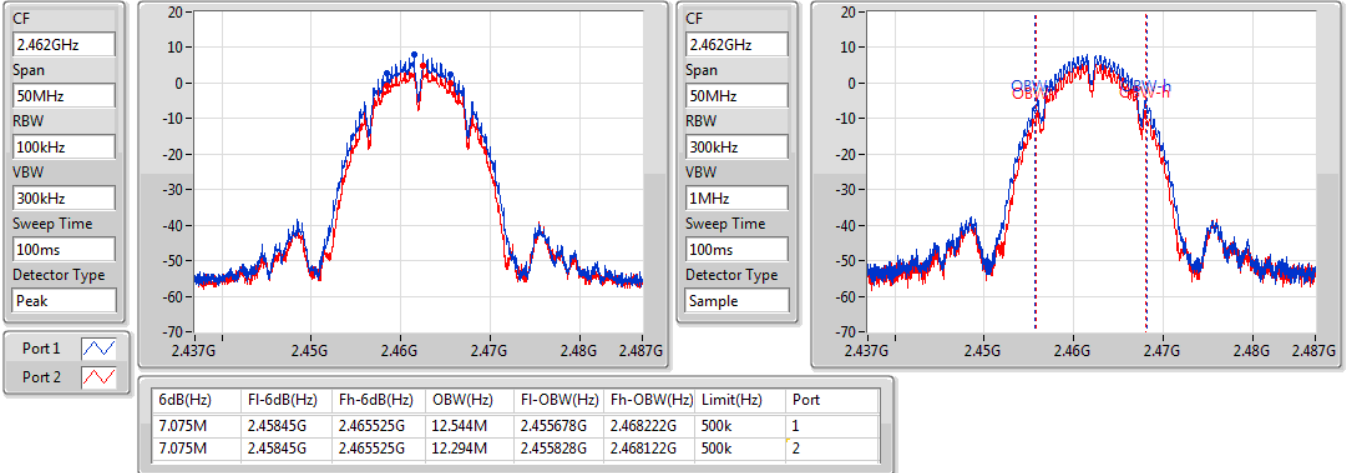 CF
2.462GHz
Span
50MHz
RBW
100kHz
VBW
300kHz
Sweep Time
100ms
Detector Type
Peak
Port 1
Port 2
20
10
0
-10
-20
-30
-40
-50
-60
-70
2.437G 2.45G 2.46G 2.47G 2.48G 2.487G
CF
2.462GHz
Span
50MHz
RBW
300kHz
VBW
1MHz
Sweep Time
100ms
Detector Type
Sample
20
10
0
-10
-20
-30
-40
-50
-60
-70
OBW-h
OBW-h
2.437G 2.45G 2.46G 2.47G 2.48G 2.487G
6dB(Hz) Fl-6dB(Hz) Fh-6dB(Hz) OBW(Hz) Fl-OBW(Hz) Fh-OBW(Hz) Limit(Hz) Port
7.075M 2.45845G 2.465525G 12.544M 2.455678G 2.468222G 500k 1
7.075M 2.45845G 2.465525G 12.294M 2.455828G 2.468122G 500k 2